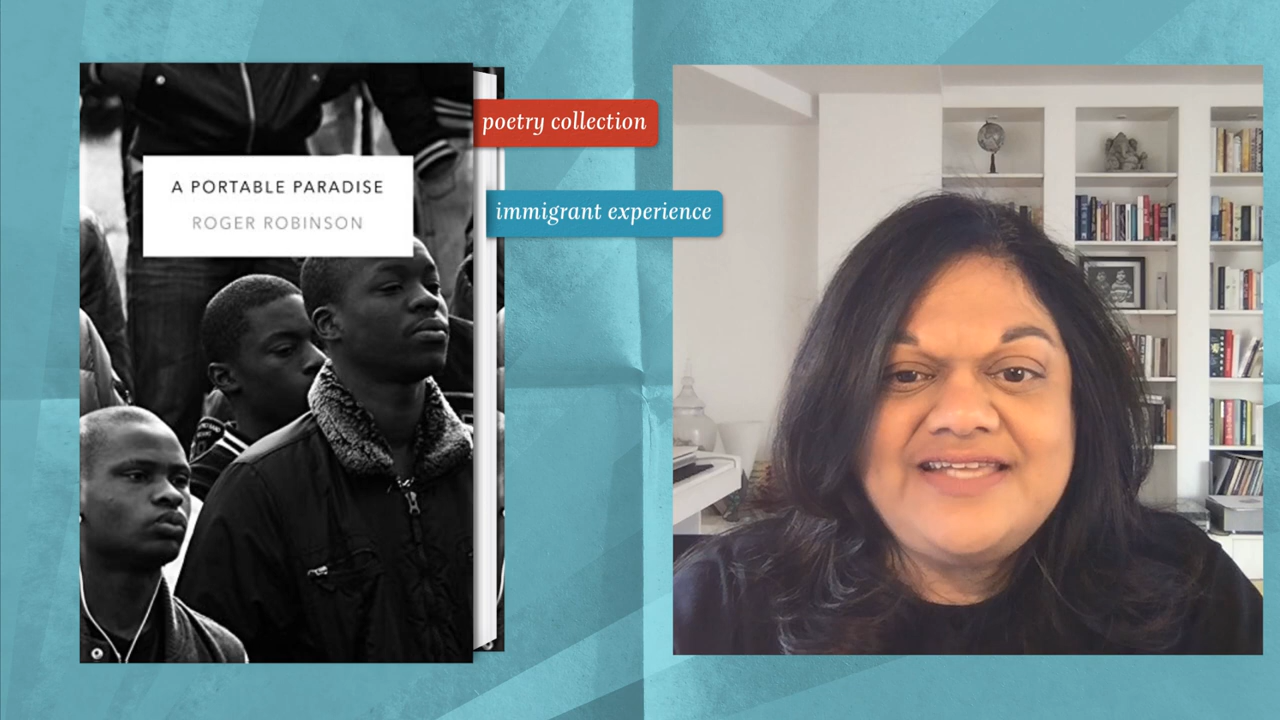 A PORTABLE PARADISE
ROGER ROBINSON
poetry collection
immigrant experience